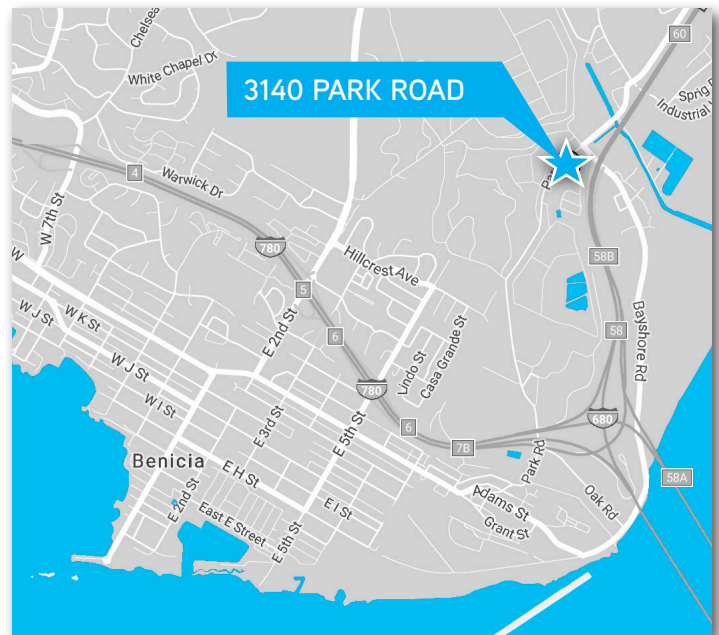 Chelsea
60
White Chapel Dr
Sprig
Industrial
3140 PARK ROAD
4
Warwick Dr
W 7th St
780
Hillcrest Ave
58B
5
Bayshore Rd
W
W K St
W J St
E 2nd St
6
58
Lindo St
Casa Grande St
W J St
780
680
W I St
E 3rd St
E 5th St
6
7B
Benicia
Park Rd
58A
E H St
Adams St
Oak Rd
E 2nd St
E I St
Grant St
East E Street
E 5th St